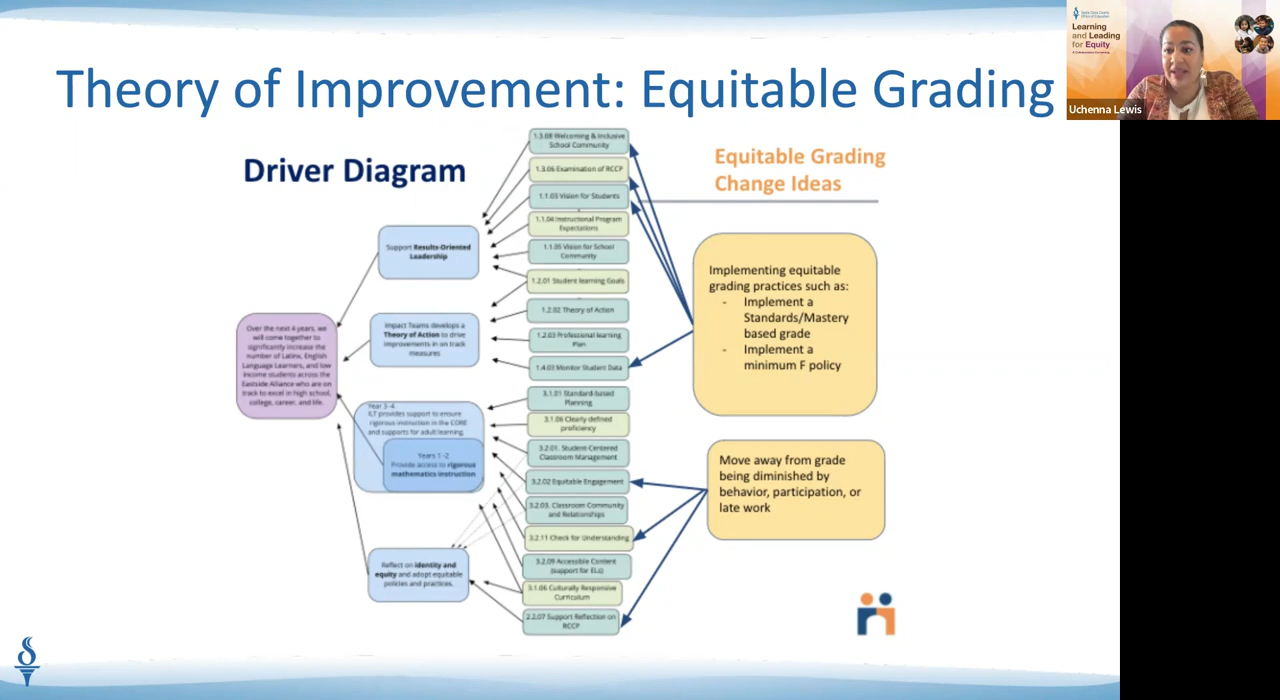 Theory of Improvement: Equitable Grading
Santa Clara County
Office of Education
Learning
and Leading
for Equity
Uchenna Lewis
Driver Diagram
Equitable Grading
Change Ideas
Over the next 4 years, we
will come together to
significantly increase the
number of Latinx, English
Language Learners, and low
income students across the
Eastside Alliance who are on
track to excel in high school,
college, career, and life.
Support Results-Oriented
Leadership
Impact Teams develops a
Theory of Action to drive
improvements in on track
measures
Year 3-4
ILT provides support to ensure
rigorous instruction in the CORE
and supports for adult learning.
Years 1-2
Provide access to rigorous
mathematics instruction
Reflect on identity and
equity and adopt equitable
policies and practices.
1.3.08 Welcoming & Inclusive
School Community
1.3.06 Examination of RCCP
1.1.03 Vision for Students
1.1.04 Instructional Program
Expectations
1.1.05 Vision for School
Community
1.2.01 Student learning Goals
1.2.02 Theory of Action
1.2.03 Professional learning
Plan
1.4.03 Monitor Student Data
3.1.01 Standard-based
Planning
3.1.06 Clearly defined
proficiency
3.2.01. Student-Centered
Classroom Management
3.2.02 Equitable Engagement
3.2.03. Classroom Community
and Relationships
3.2.11 Check for Understanding
3.2.09 Accessible Content
(support for ELs)
3.1.06 Culturally Responsive
Curriculum
2.2.07 Support Reflection on
RCCP
Implementing equitable
grading practices such as:
- Implement a
Standards/Mastery
based grade
- Implement a
minimum F policy
Move away from grade
being diminished by
behavior, participation, or
late work